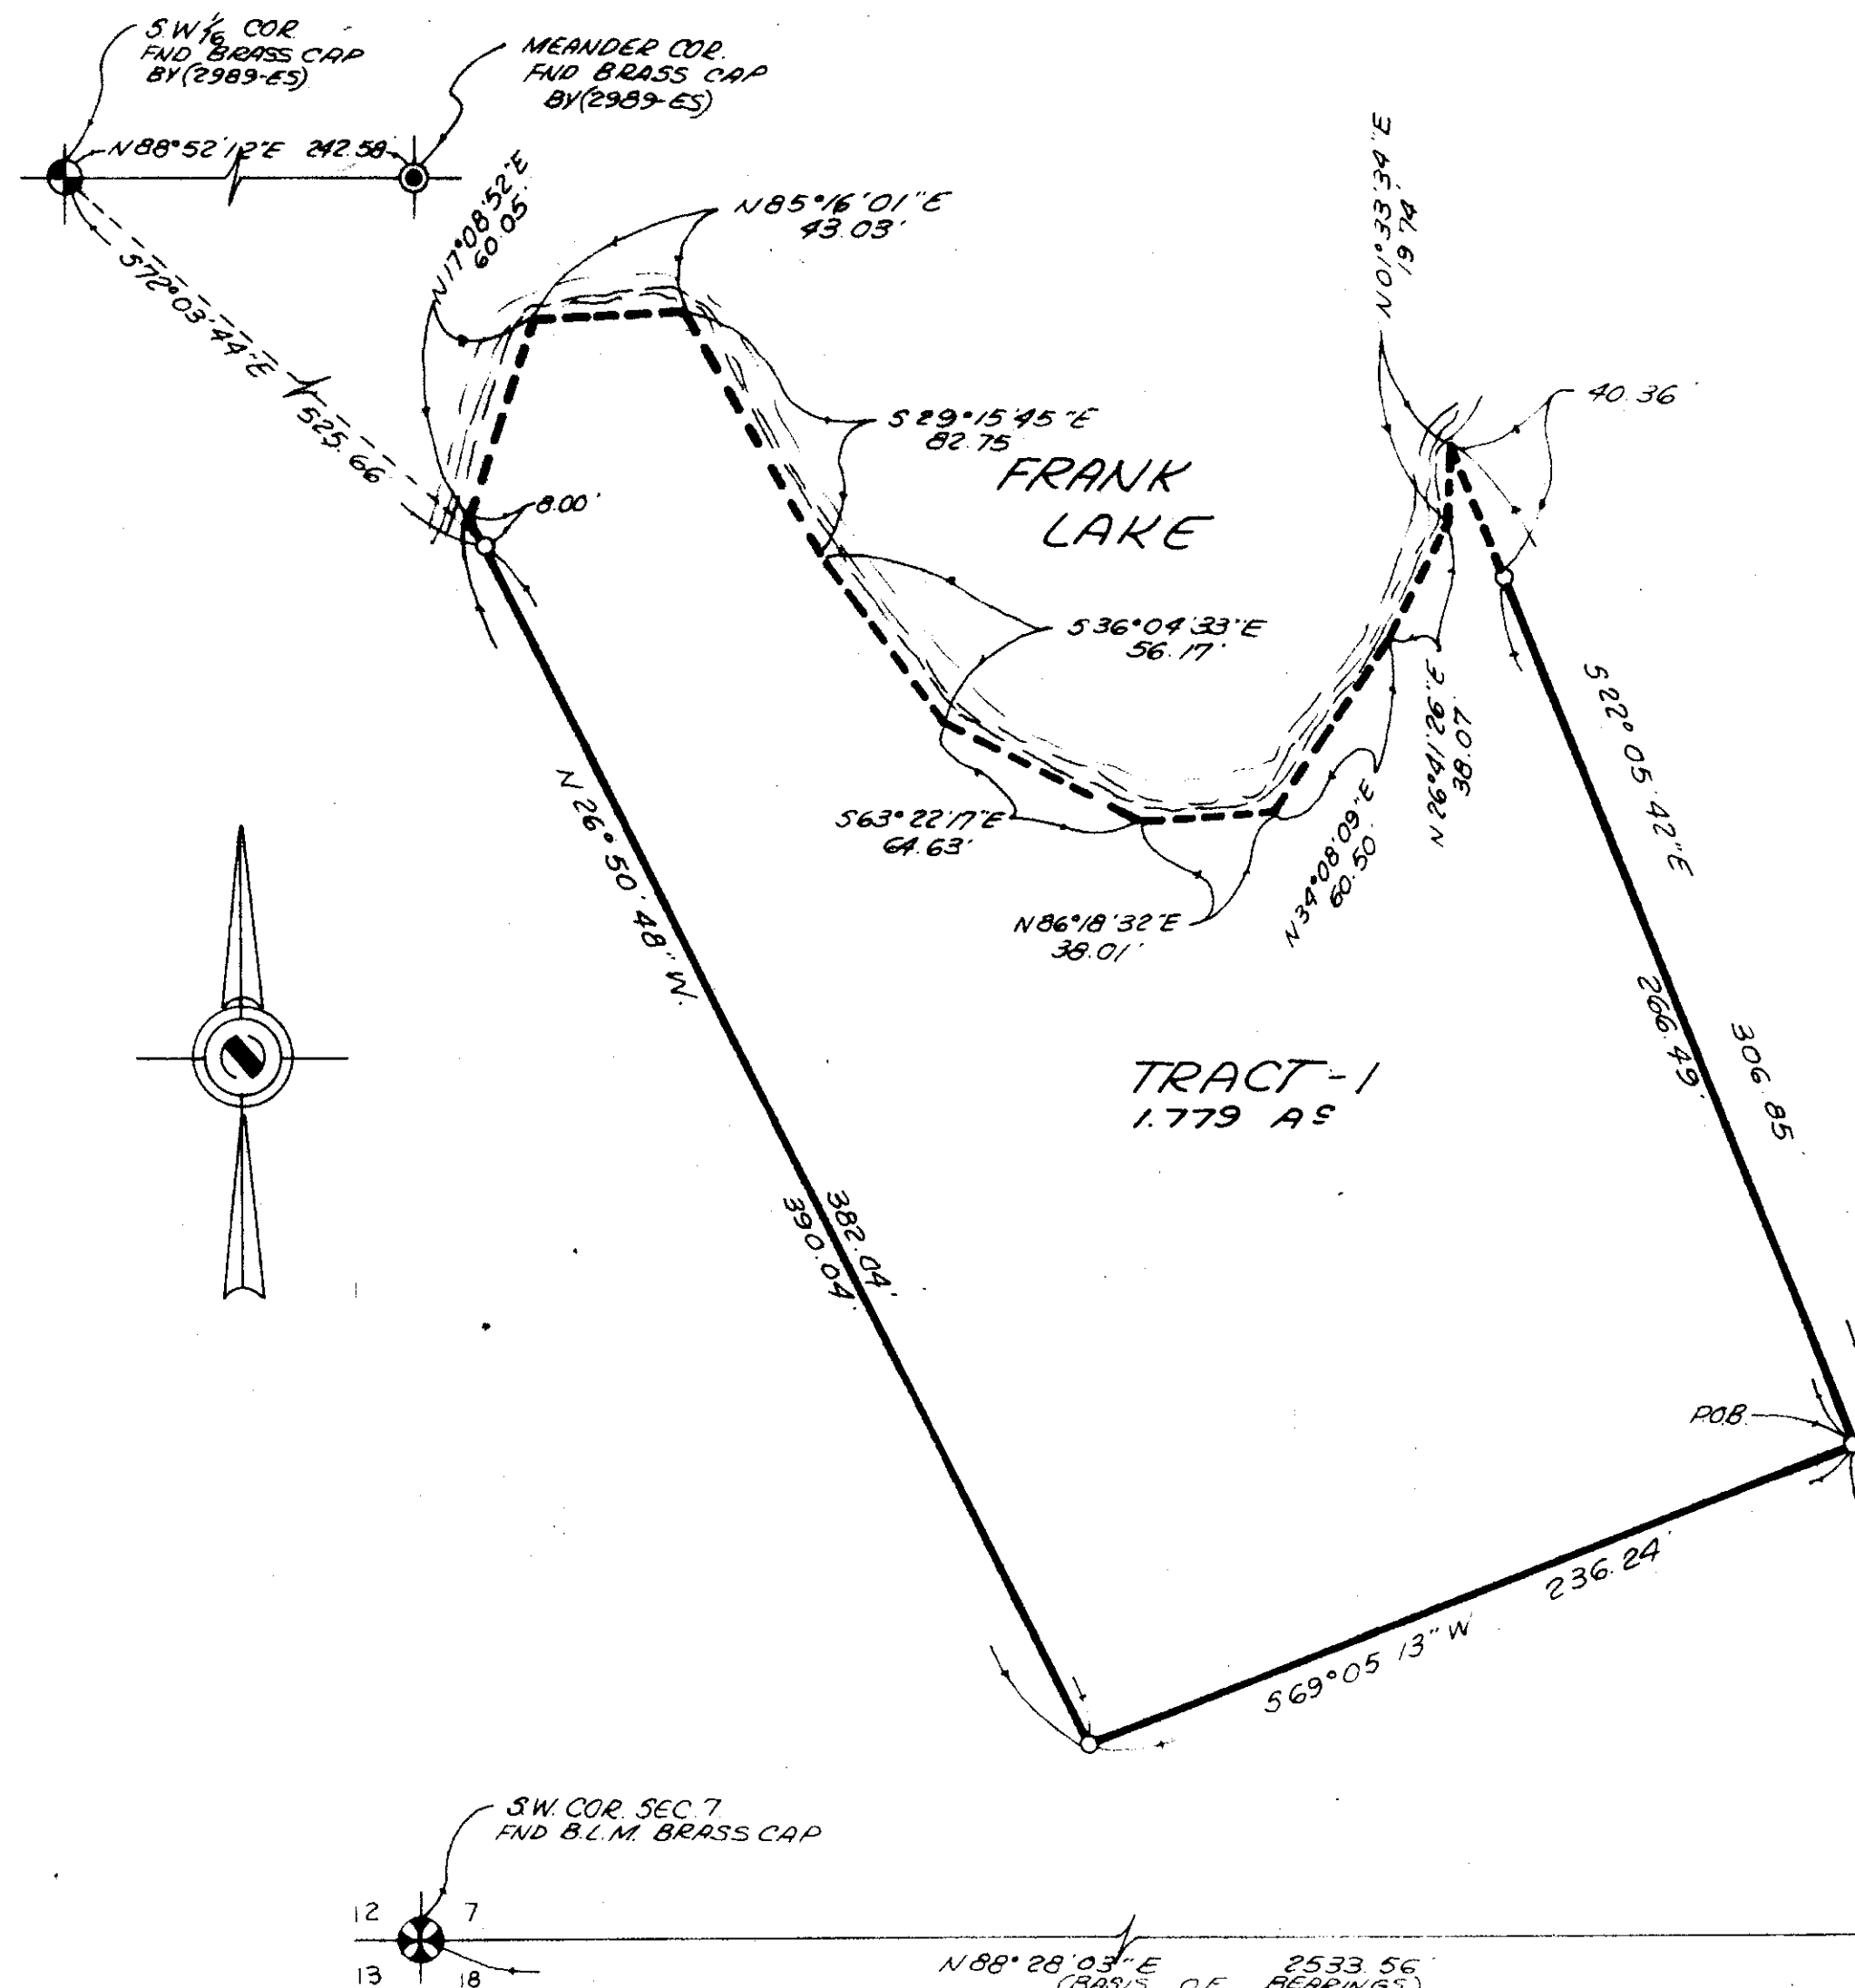 S.W 1/16 COR
FND BRASS CAP
BY (2989-ES)
MEANDER COR.
FND BRASS CAP
BY (2989-ES)
N88°52'12"E 242.58
S72°03'44"E 525.66
N17°08'52"E
60.05'
N85°16'01"E
43.03'
N01°33'34"E
19.74'
40.36'
S29°15'45"E
82.75
FRANK
LAKE
8.00'
S36°04'33"E
56.17'
S63°22'17"E
64.63'
N86°18'32"E
38.01'
N34°08'09"E
60.50'
N26°41'26"E
38.07'
S22°05'42"E
266.49'
306.85
N26°50'48"W.
382.04'
390.04'
TRACT-1
1.779 AC
P.O.B.
S69°05'13"W 236.24'
S.W. COR. SEC. 7
FND B.L.M. BRASS CAP
12 7
13 18
N88°28'03"E 2533.56'
(BASIS OF BEARINGS)